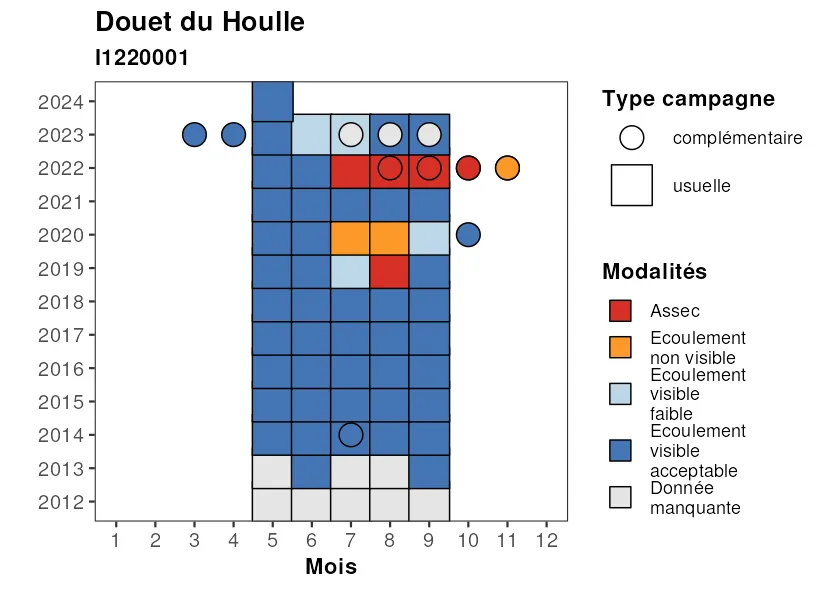 Douet du Houlle
I1220001
2024
2023
2022
2021
2020
2019
2018
2017
2016
2015
2014
2013
2012
1 2 3 4 5 6 7 8 9 10 11 12
Mois
Type campagne
complémentaire
usuelle
Modalités
Assec
Ecoulement
non visible
Ecoulement
visible
faible
Ecoulement
visible
acceptable
Donnée
manquante